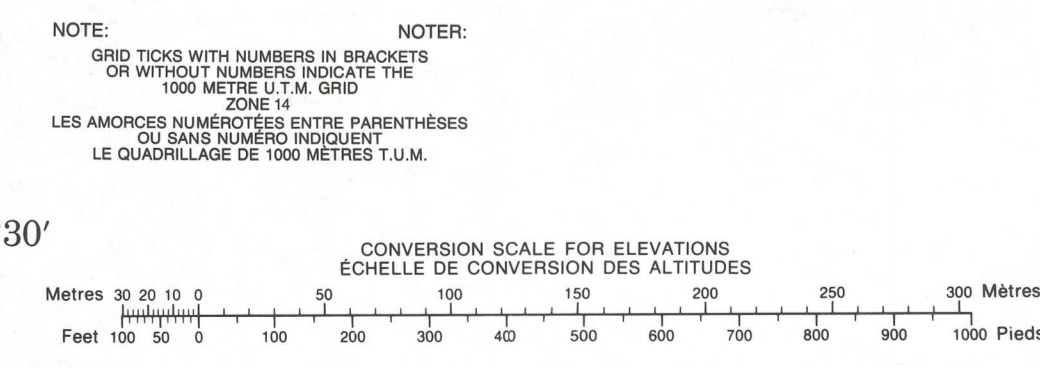 NOTE: NOTER:
GRID TICKS WITH NUMBERS IN BRACKETS
OR WITHOUT NUMBERS INDICATE THE
1000 METRE U.T.M. GRID
ZONE 14
LES AMORCES NUMÉROTÉES ENTRE PARENTHÈSES
OU SANS NUMÉRO INDIQUENT
LE QUADRILLAGE DE 1000 MÈTRES T.U.M.
30′
CONVERSION SCALE FOR ELEVATIONS
ÉCHELLE DE CONVERSION DES ALTITUDES
Metres 30 20 10 0 50 100 150 200 250 300 Mètres
Feet 100 50 0 100 200 300 400 500 600 700 800 900 1000 Pieds